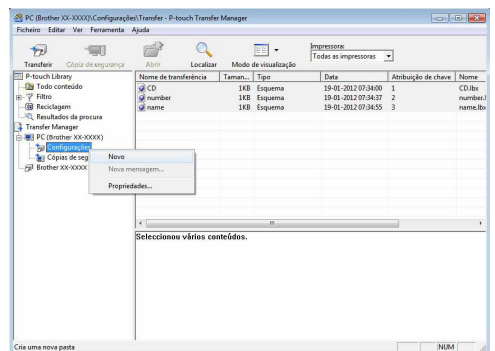 PC (Brother XX-XXXX)\Configurações\Transfer - P-touch Transfer Manager
Ficheiro Editar Ver Ferramenta Ajuda
Transferir Cópia de segurança Abrir Localizar Modo de visualização
Impressora:
Todas as impressoras
P-touch Library
Todo conteúdo
Filtro
Reciclagem
Resultados da procura
Transfer Manager
PC (Brother XX-XXXX)
Configurações
Cópias de seg
Brother XX-XXXX
Novo
Nova mensagem...
Propriedades...
Nome de transferência Taman... Tipo Data Atribuição de chave Nome
CD 1KB Esquema 19-01-2012 07:34:00 1 CD.lbx
number 1KB Esquema 19-01-2012 07:34:37 2 number.l
name 1KB Esquema 19-01-2012 07:34:55 3 name.lbx
Seleccionou vários conteúdos.
Cria uma nova pasta NUM